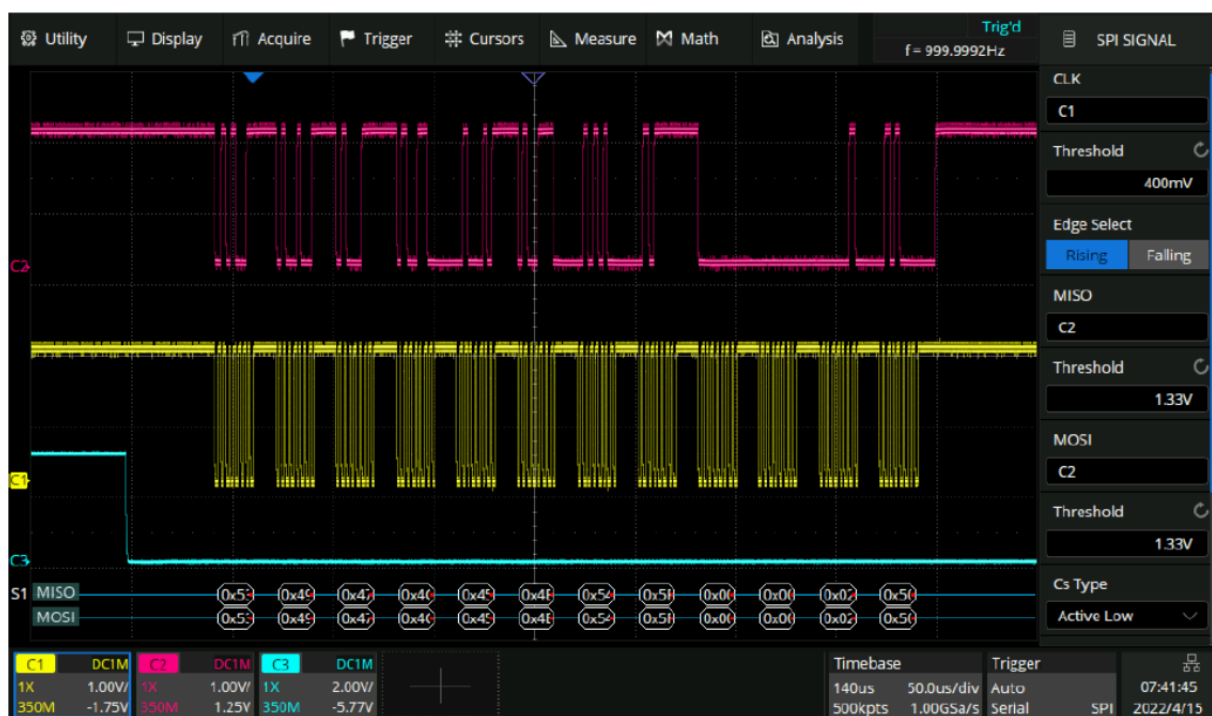 Utility Display Acquire Trigger Cursors Measure Math Analysis
Trig'd
f = 999.9992Hz
SPI SIGNAL
CLK
C1
Threshold
400mV
Edge Select
Rising Falling
MISO
C2
Threshold
1.33V
MOSI
C2
Threshold
1.33V
Cs Type
Active Low
C2
C1
C3
S1 MISO
0x49 0x47 0x45 0x54 0x02
MOSI
0x49 0x47 0x45 0x54 0x02
C1 DC1M C2 DC1M C3 DC1M
1X 1.00V/ 1X 1.00V/ 1X 2.00V/
350M -1.75V 350M 1.25V 350M -5.77V
Timebase
140us 50.0us/div
500kpts 1.00GSa/s
Trigger
Auto
Serial SPI
07:41:45
2022/4/15